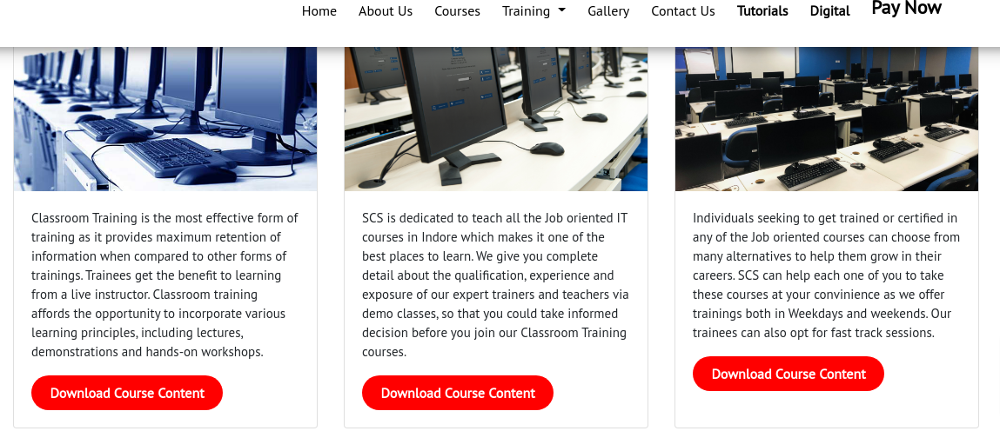 Home About Us Courses Training Gallery Contact Us Tutorials Digital Pay Now
Classroom Training is the most effective form of
training as it provides maximum retention of
information when compared to other forms of
trainings. Trainees get the benefit to learning
from a live instructor. Classroom training
affords the opportunity to incorporate various
learning principles, including lectures,
demonstrations and hands-on workshops.
Download Course Content
SCS is dedicated to teach all the Job oriented IT
courses in Indore which makes it one of the
best places to learn. We give you complete
detail about the qualification, experience and
exposure of our expert trainers and teachers via
demo classes, so that you could take informed
decision before you join our Classroom Training
courses.
Download Course Content
Individuals seeking to get trained or certified in
any of the Job oriented courses can choose from
many alternatives to help them grow in their
careers. SCS can help each one of you to take
these courses at your convinience as we offer
trainings both in Weekdays and weekends. Our
trainees can also opt for fast track sessions.
Download Course Content